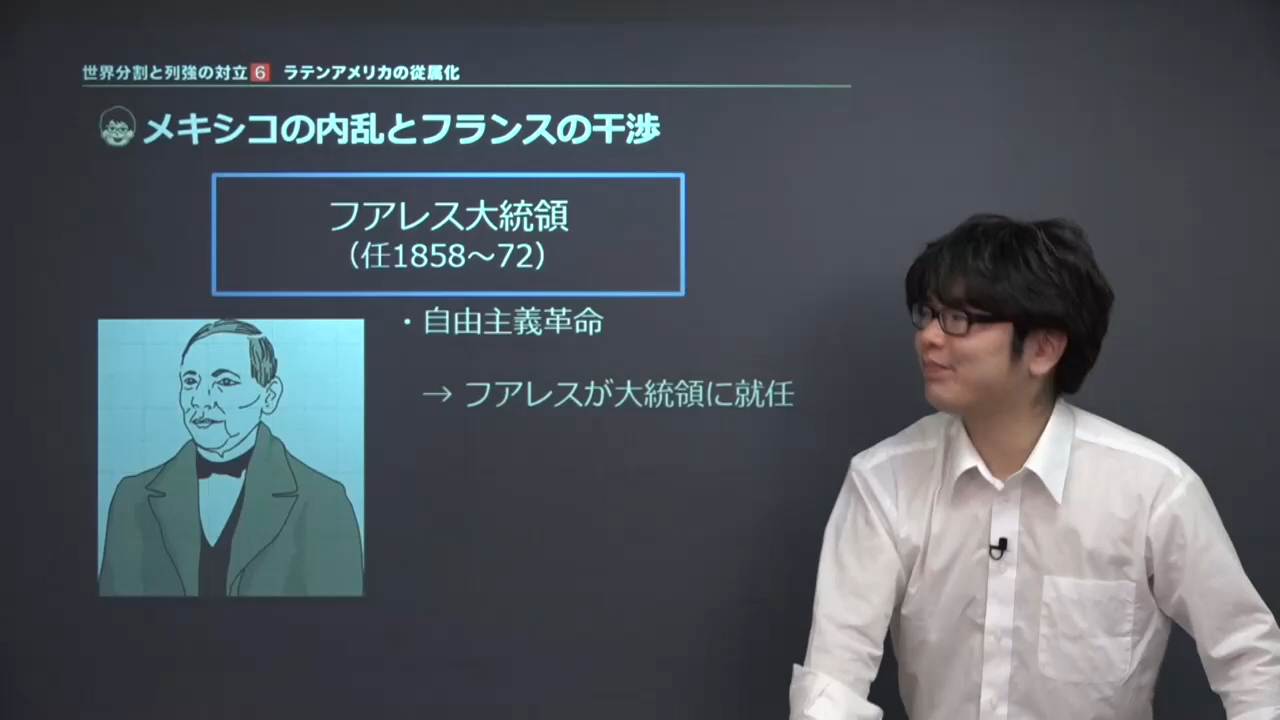 世界分割と列強の対立6 ラテンアメリカの従属化
メキシコの内乱とフランスの干渉
フアレス大統領
（任1858～72）
・自由主義革命
→ フアレスが大統領に就任